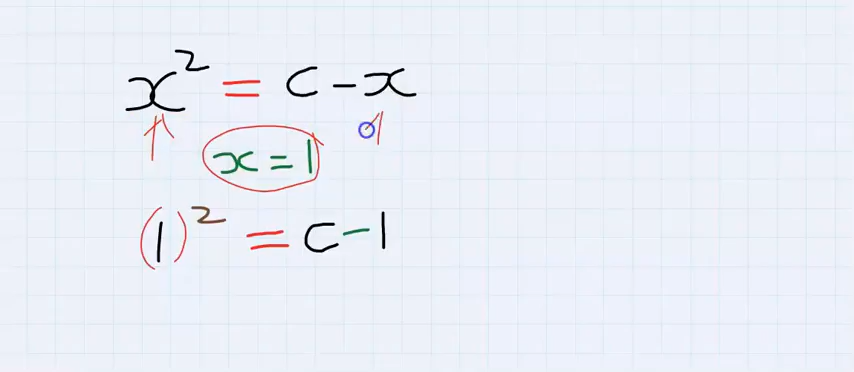 x² = c - x
x = 1
(1)² = c - 1